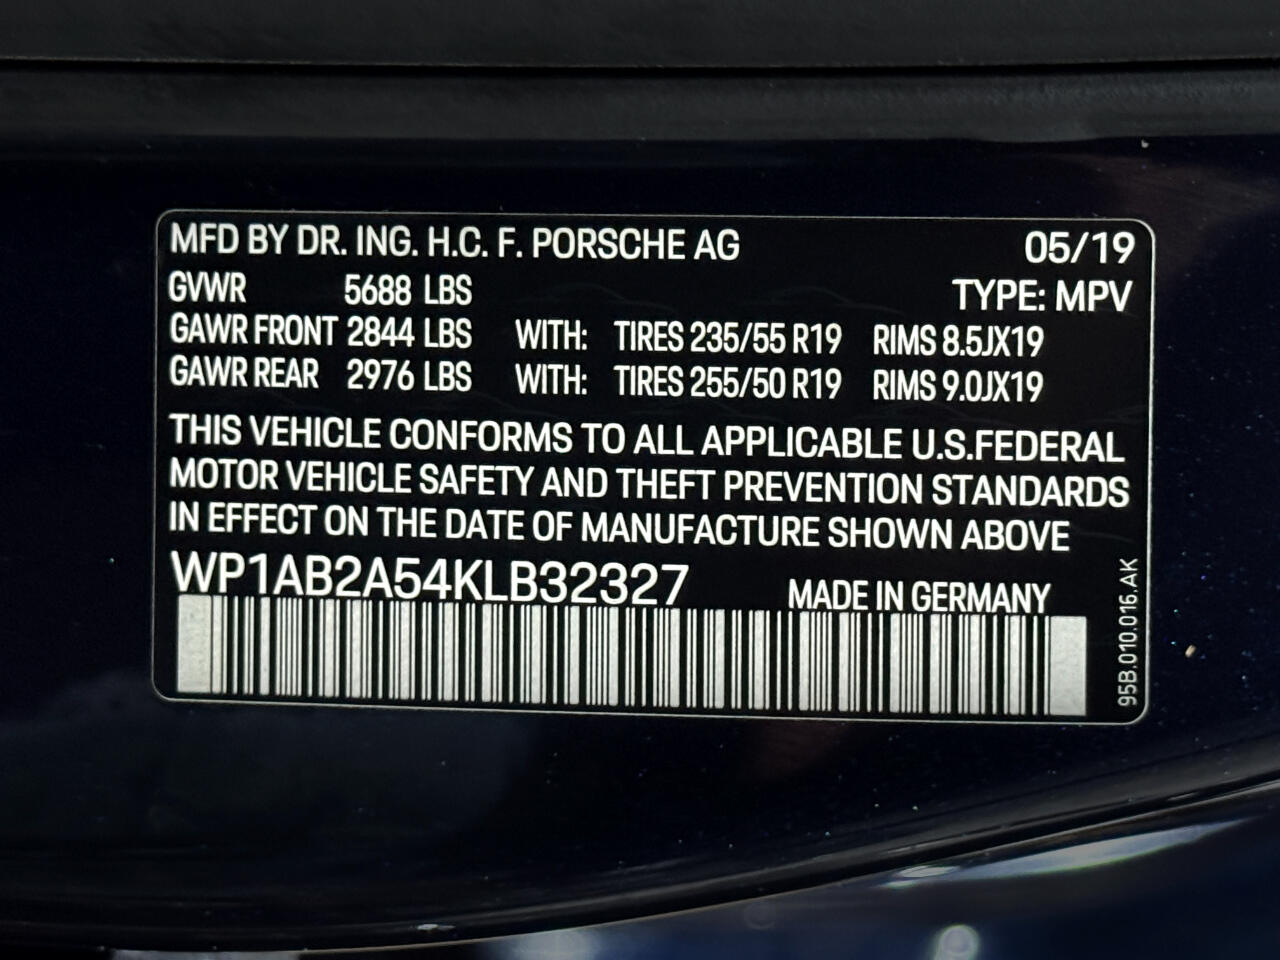 MFD BY DR. ING. H.C. F. PORSCHE AG 05/19
GVWR 5688 LBS TYPE: MPV
GAWR FRONT 2844 LBS WITH: TIRES 235/55 R19 RIMS 8.5JX19
GAWR REAR 2976 LBS WITH: TIRES 255/50 R19 RIMS 9.0JX19
THIS VEHICLE CONFORMS TO ALL APPLICABLE U.S.FEDERAL
MOTOR VEHICLE SAFETY AND THEFT PREVENTION STANDARDS
IN EFFECT ON THE DATE OF MANUFACTURE SHOWN ABOVE
WP1AB2A54KLB32327 MADE IN GERMANY
95B.010.016.AK